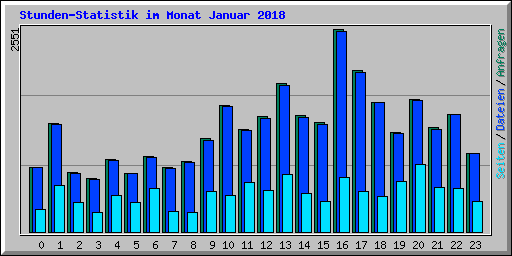 Stunden-Statistik im Monat Januar 2018
2551
Seiten / Dateien / Anfragen
0 1 2 3 4 5 6 7 8 9 10 11 12 13 14 15 16 17 18 19 20 21 22 23